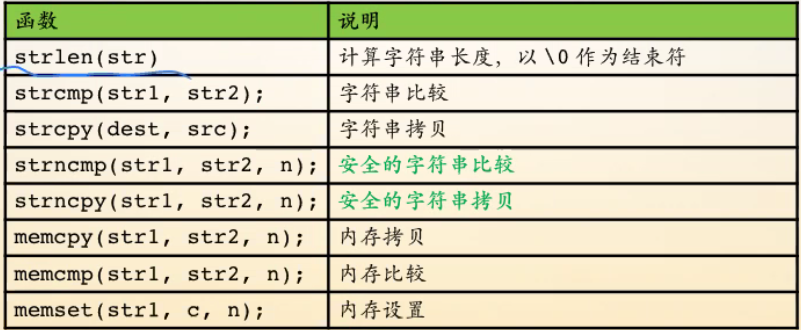 函数 说明
strlen(str) 计算字符串长度，以 \0 作为结束符
strcmp(str1, str2); 字符串比较
strcpy(dest, src); 字符串拷贝
strncmp(str1, str2, n); 安全的字符串比较
strncpy(str1, str2, n); 安全的字符串拷贝
memcpy(str1, str2, n); 内存拷贝
memcmp(str1, str2, n); 内存比较
memset(str1, c, n); 内存设置